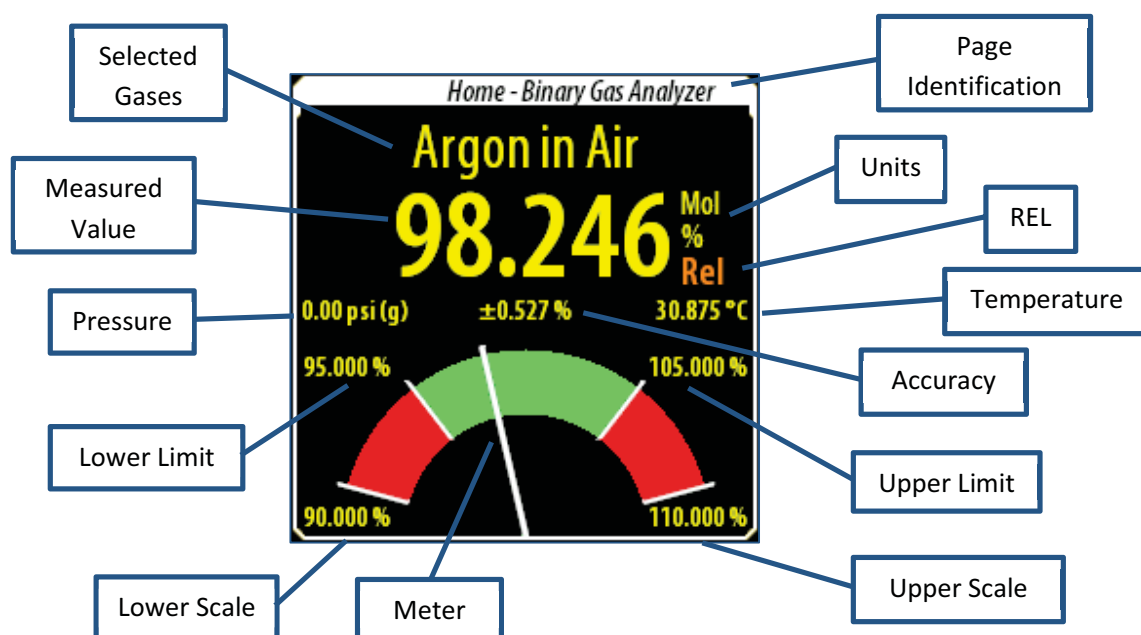 Selected
Gases
Page
Identification
Home - Binary Gas Analyzer
Argon in Air
Measured
Value
98.246
Mol
%
Rel
Units
REL
Pressure
0.00 psi (g)
±0.527 %
30.875 °C
Temperature
95.000 %
105.000 %
Accuracy
Lower Limit
Upper Limit
90.000 %
110.000 %
Lower Scale
Meter
Upper Scale